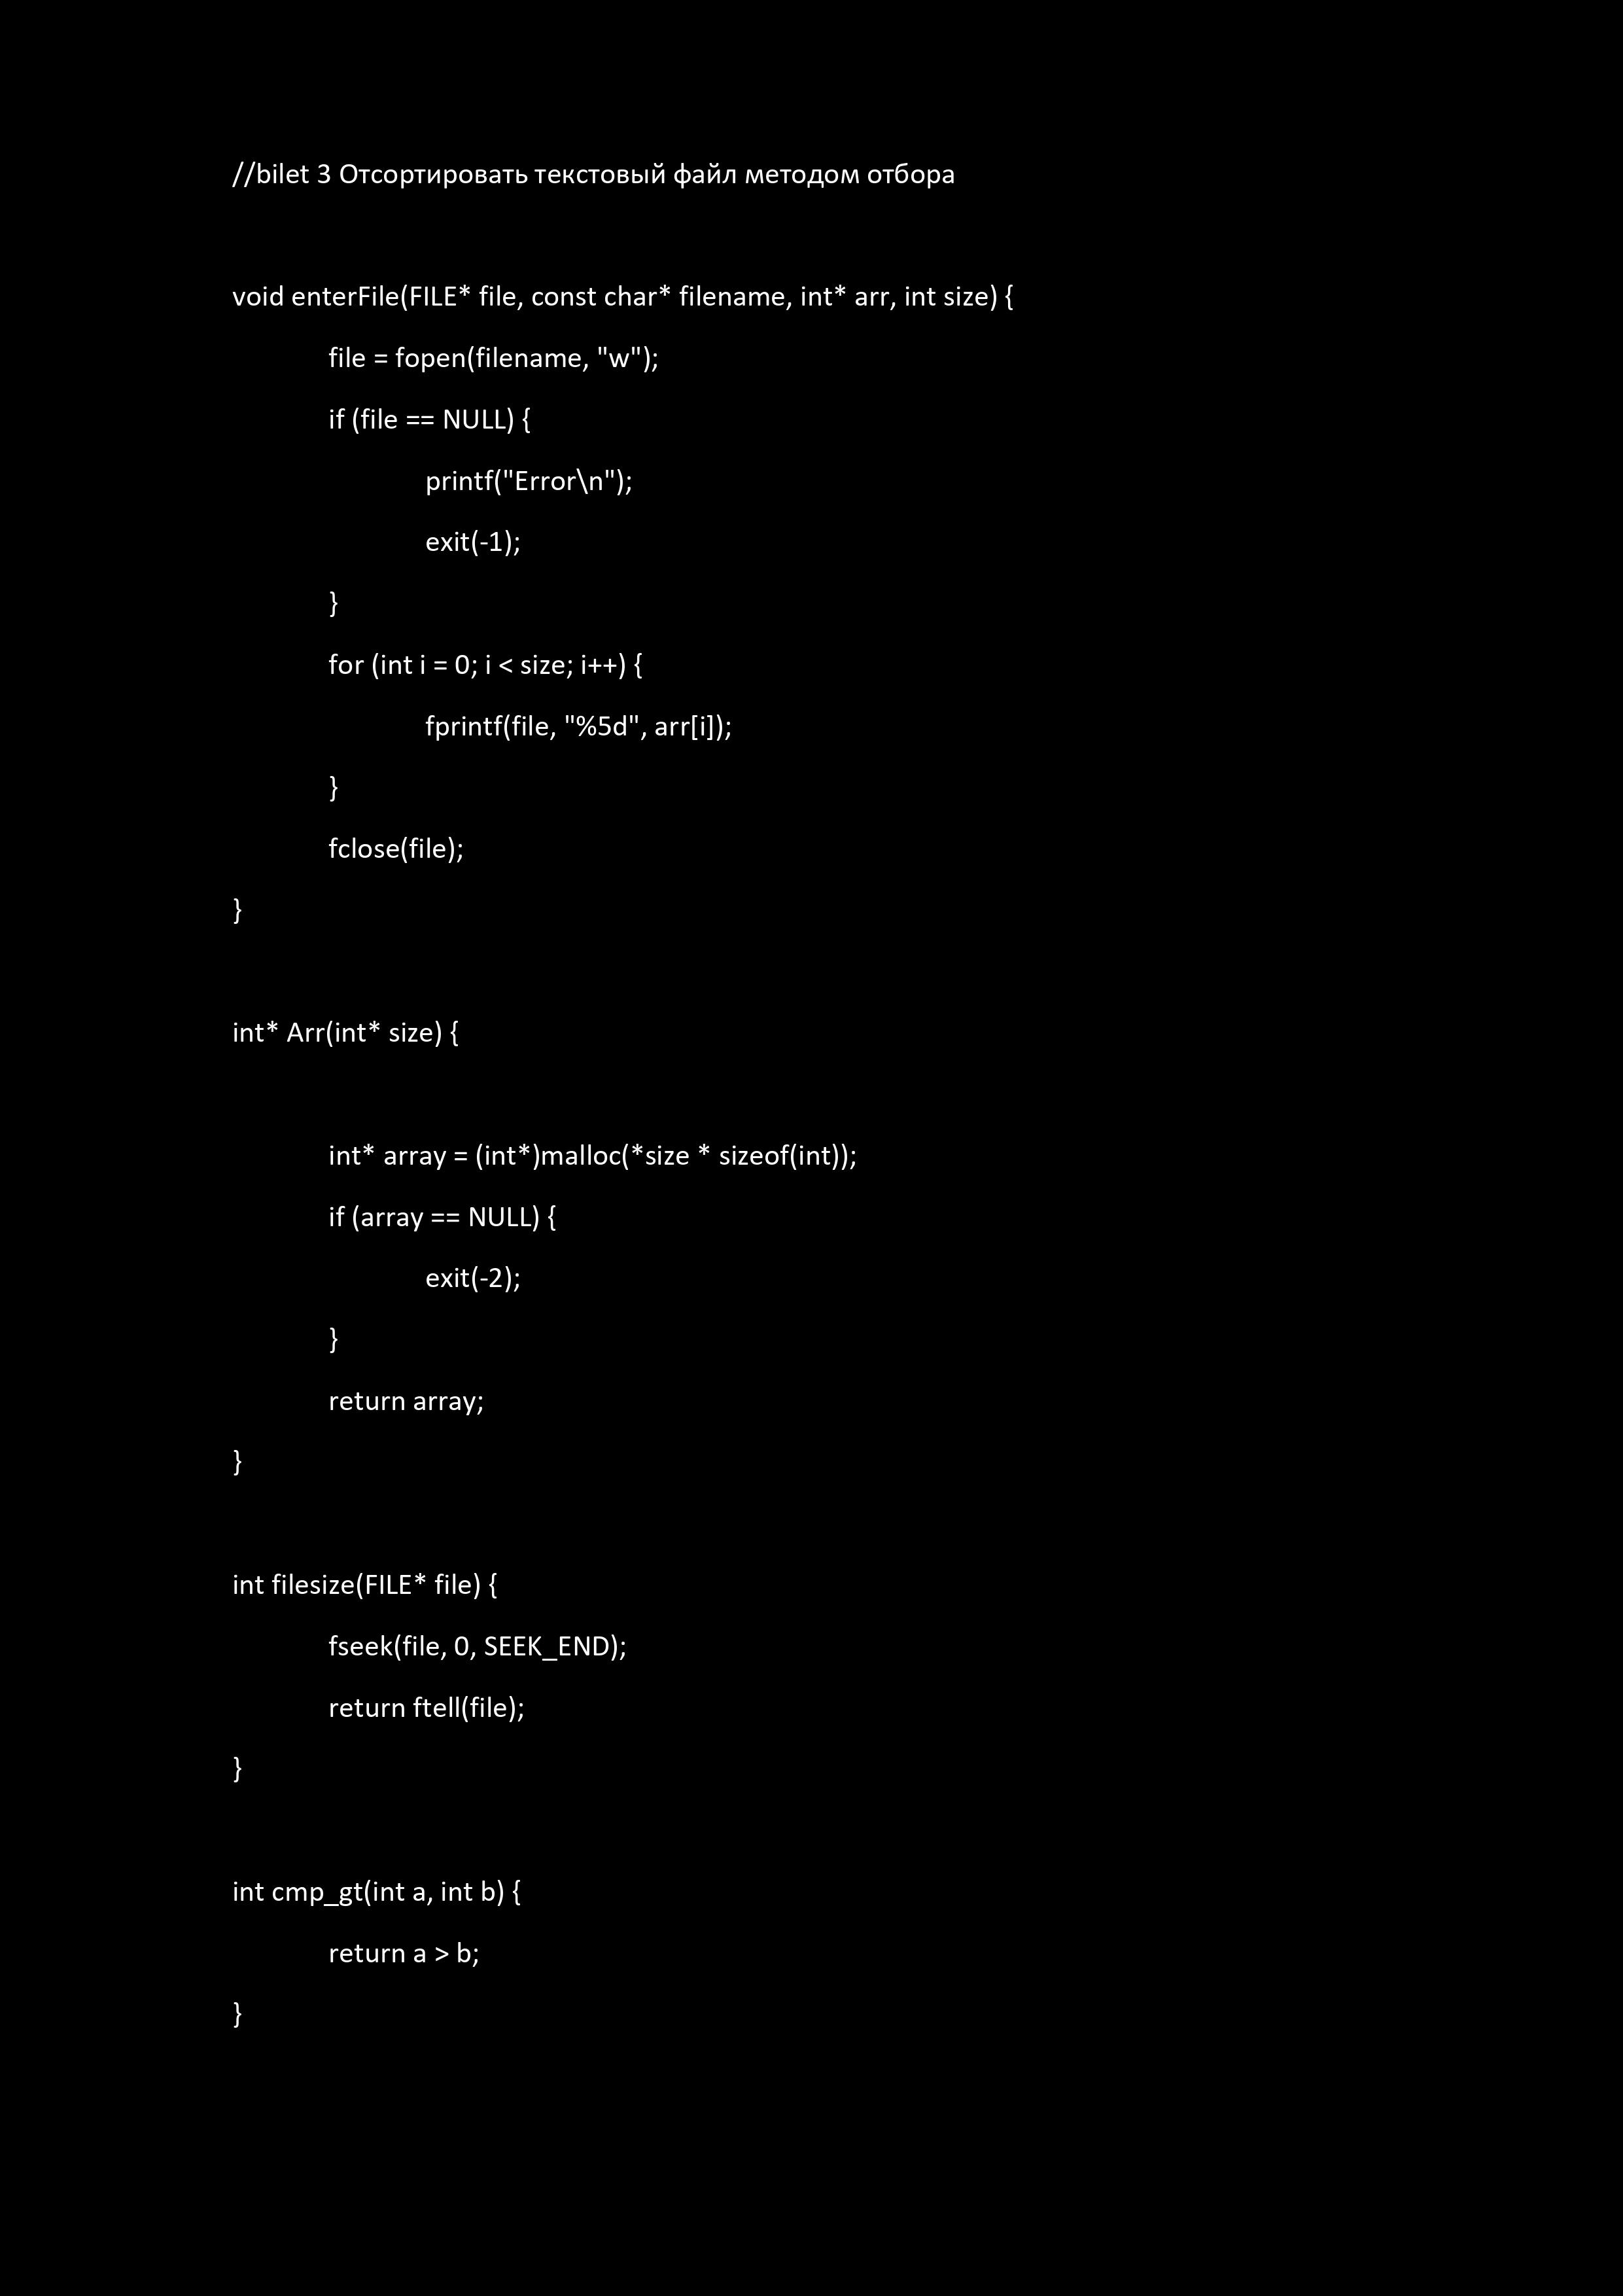 //bilet 3 Отсортировать текстовый файл методом отбора
void enterFile(FILE* file, const char* filename, int* arr, int size) {
file = fopen(filename, "w");
if (file == NULL) {
printf("Error\n");
exit(-1);
}
for (int i = 0; i < size; i++) {
fprintf(file, "%5d", arr[i]);
}
fclose(file);
}
int* Arr(int* size) {
int* array = (int*)malloc(*size * sizeof(int));
if (array == NULL) {
exit(-2);
}
return array;
}
int filesize(FILE* file) {
fseek(file, 0, SEEK_END);
return ftell(file);
}
int cmp_gt(int a, int b) {
return a > b;
}